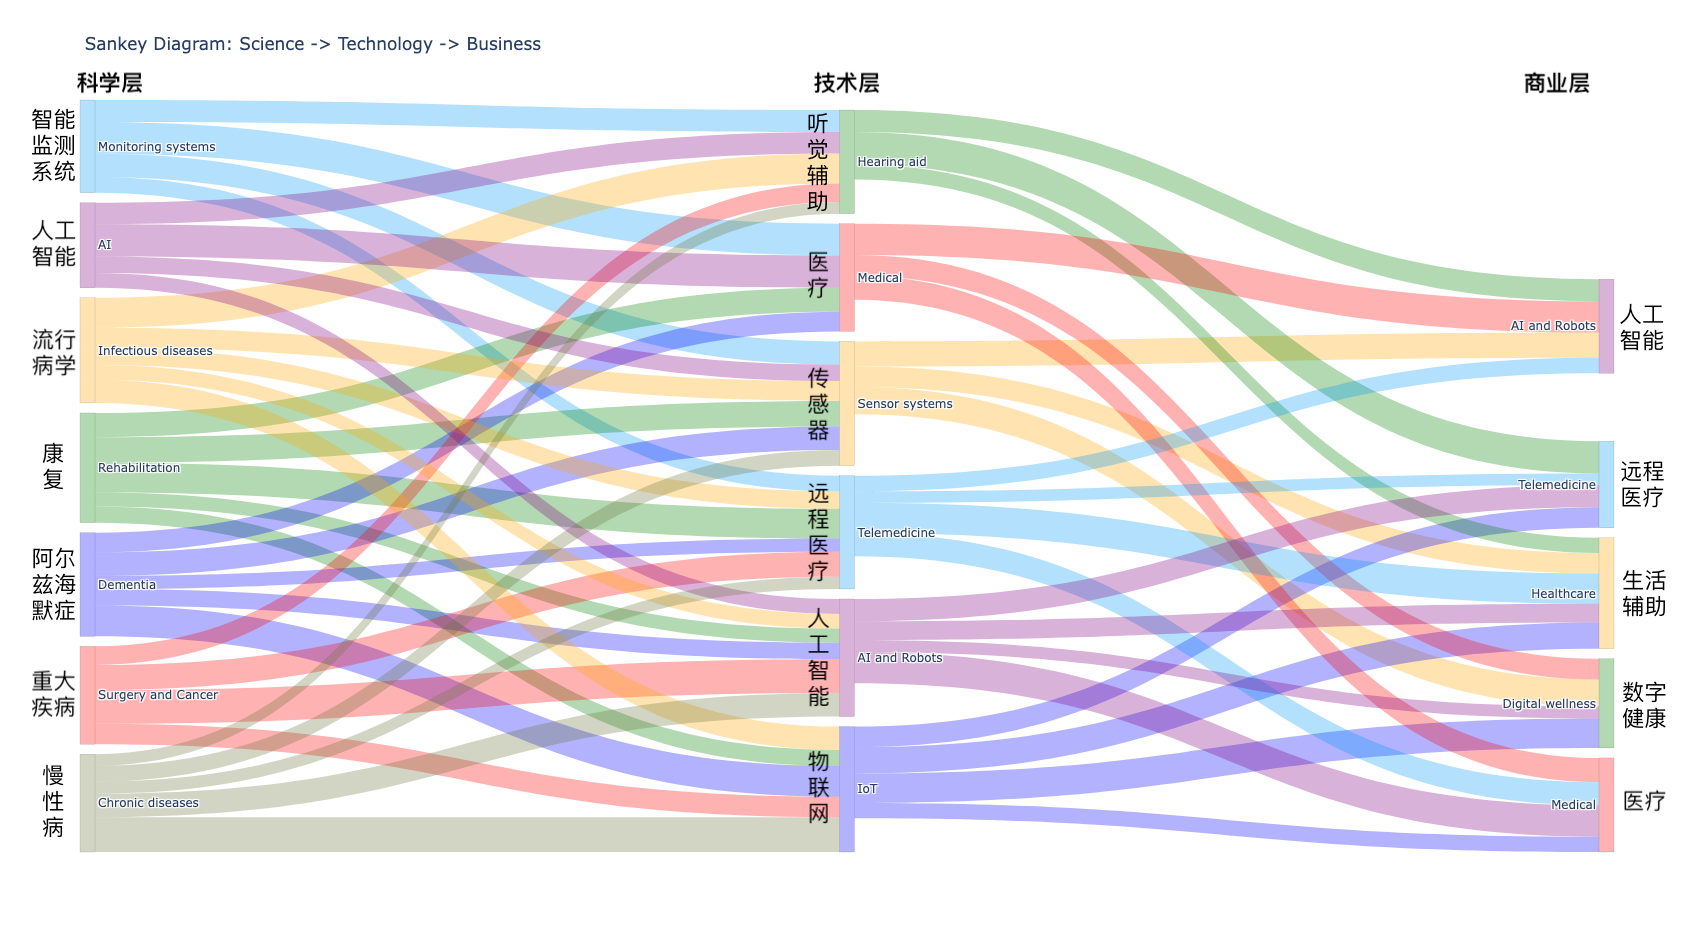 Sankey Diagram: Science -> Technology -> Business
科学层
技术层
商业层
智能
监测
系统
Monitoring systems
人工
智能
AI
流行
病学
Infectious diseases
康
复
Rehabilitation
阿尔
兹海
默症
Dementia
重大
疾病
Surgery and Cancer
慢
性
病
Chronic diseases
听
觉
辅
助
Hearing aid
医
疗
Medical
传
感
器
Sensor systems
远
程
医
疗
Telemedicine
人
工
智
能
AI and Robots
物
联
网
IoT
AI and Robots
人工
智能
Telemedicine
远程
医疗
Healthcare
生活
辅助
Digital wellness
数字
健康
Medical
医疗